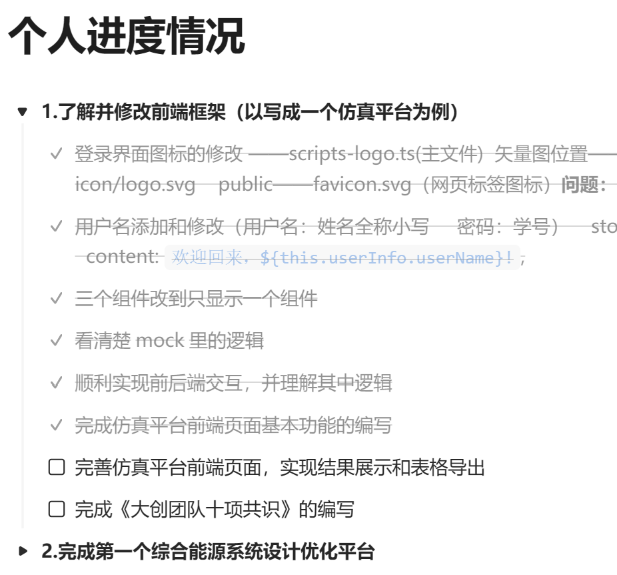 个人进度情况
1.了解并修改前端框架（以写成一个仿真平台为例）
登录界面图标的修改 ——scripts-logo.ts(主文件) 矢量图位置——
icon/logo.svg public——favicon.svg（网页标签图标）问题：
用户名添加和修改（用户名：姓名全称小写 密码：学号） sto
content: 欢迎回来，${this.userInfo.userName}! ;
三个组件改到只显示一个组件
看清楚 mock 里的逻辑
顺利实现前后端交互，并理解其中逻辑
完成仿真平台前端页面基本功能的编写
完善仿真平台前端页面，实现结果展示和表格导出
完成《大创团队十项共识》的编写
2.完成第一个综合能源系统设计优化平台